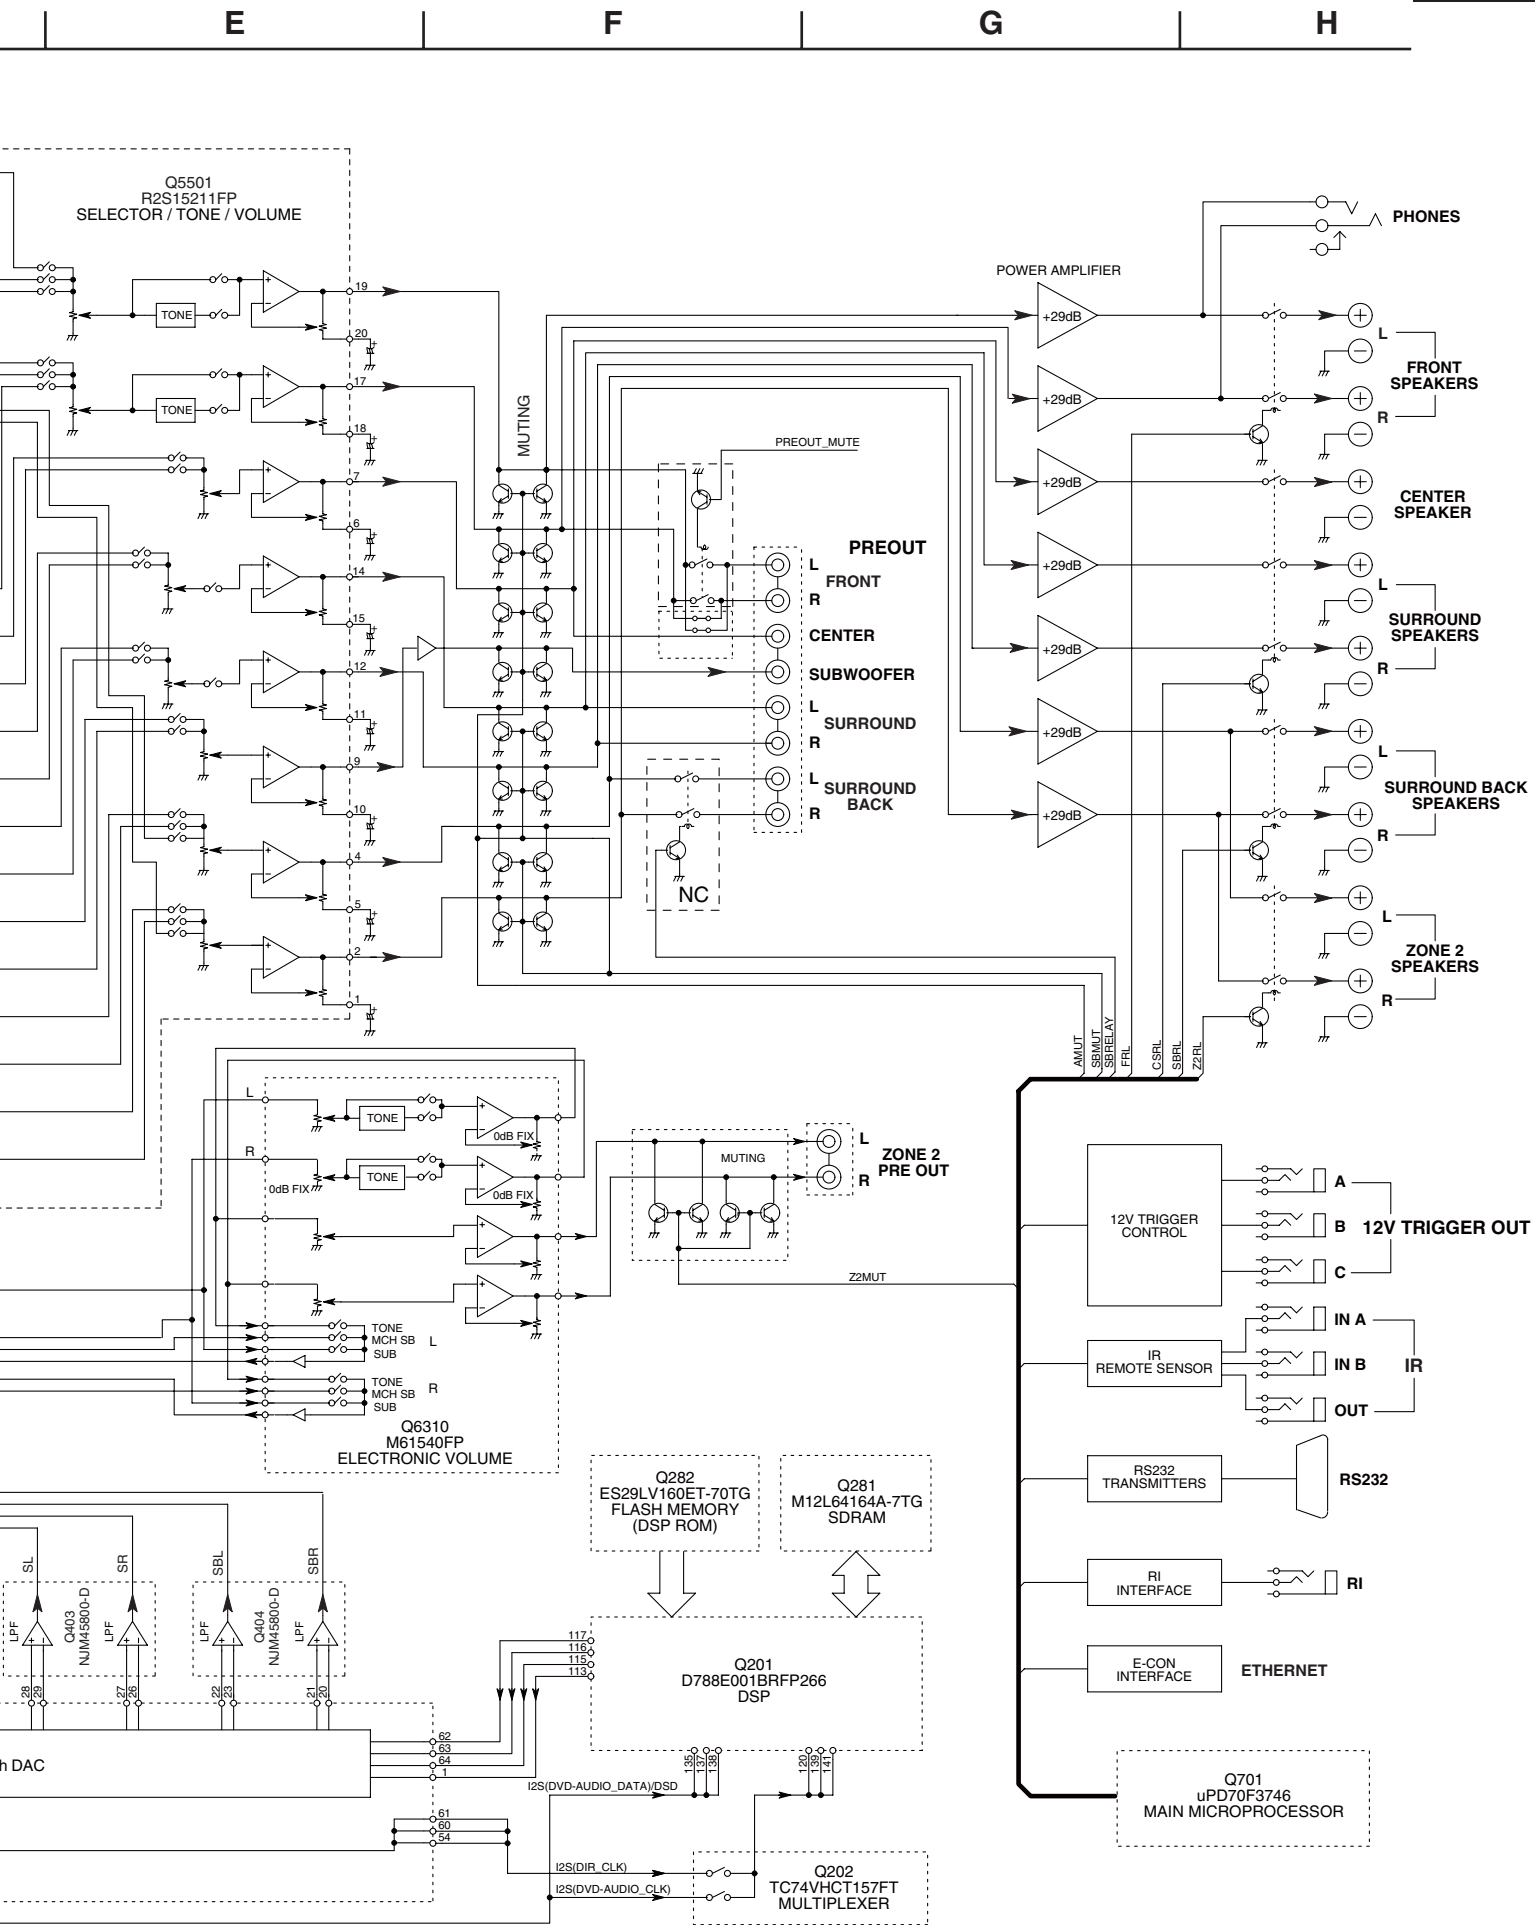 E
F
G
H
Q5501
R2S15211FP
SELECTOR / TONE / VOLUME
PHONES
POWER AMPLIFIER
+
−
TONE
19
20
+
+29dB
+
−
L
FRONT
SPEAKERS
+
−
TONE
17
18
+
MUTING
+29dB
+
−
R
PREOUT_MUTE
+
−
7
6
+
+29dB
+
−
CENTER
SPEAKER
+
−
14
15
+
PREOUT
L
FRONT
R
+29dB
+
−
L
SURROUND
SPEAKERS
+
−
12
11
+
CENTER
SUBWOOFER
+29dB
+
−
R
+
−
9
10
+
L
SURROUND
R
+29dB
+
−
L
SURROUND BACK
SPEAKERS
+
−
4
5
+
L
SURROUND
BACK
R
NC
+29dB
+
−
R
+
−
2
1
+
+
−
L
ZONE 2
SPEAKERS
+
−
R
AMUT
SBMUT
SBRELAY
FRL
CSRL
SBRL
Z2RL
L
TONE
+
−
0dB FIX
R
0dB FIX
TONE
+
−
0dB FIX
+
−
+
−
MUTING
L
ZONE 2
PRE OUT
R
Z2MUT
12V TRIGGER
CONTROL
A
B
12V TRIGGER OUT
C
TONE
MCH SB
L
SUB
TONE
MCH SB
R
SUB
Q6310
M61540FP
ELECTRONIC VOLUME
IR
REMOTE SENSOR
IN A
IN B
IR
OUT
Q282
ES29LV160ET-70TG
FLASH MEMORY
(DSP ROM)
Q281
M12L64164A-7TG
SDRAM
RS232
TRANSMITTERS
RS232
RI
INTERFACE
RI
E-CON
INTERFACE
ETHERNET
SL
SR
SBL
SBR
LPF
+
−
Q403
NJM45800-D
LPF
+
−
LPF
+
−
Q404
NJM45800-D
LPF
+
−
28
29
27
26
22
23
21
20
117
116
115
113
Q201
D788E001BRFP266
DSP
135
137
138
120
139
141
h DAC
62
63
64
1
I2S(DVD-AUDIO_DATA)/DSD
61
60
54
I2S(DIR_CLK)
I2S(DVD-AUDIO_CLK)
Q202
TC74VHCT157FT
MULTIPLEXER
Q701
uPD70F3746
MAIN MICROPROCESSOR